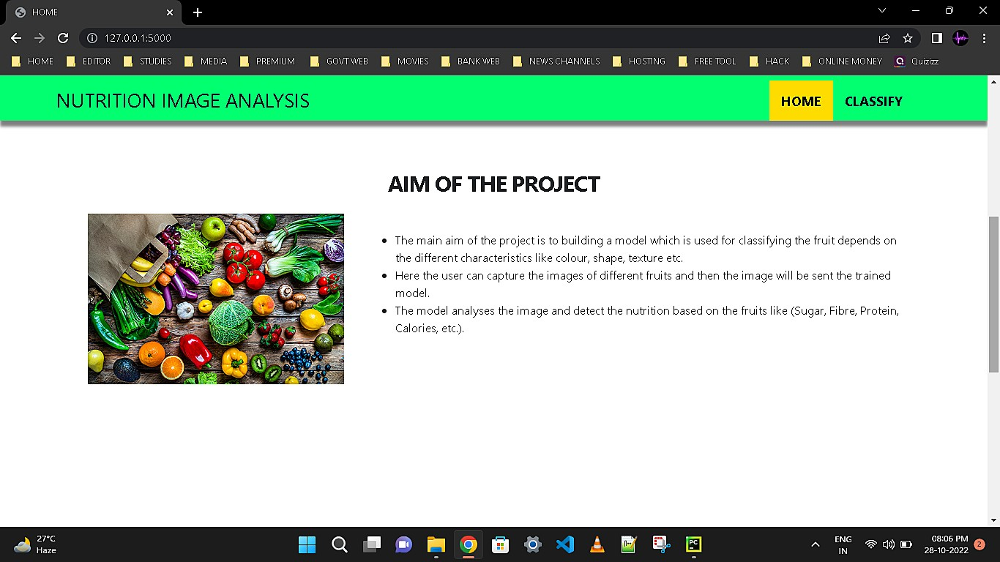 HOME
127.0.0.1:5000
HOME EDITOR STUDIES MEDIA PREMIUM GOVT WEB MOVIES BANK WEB NEWS CHANNELS HOSTING FREE TOOL HACK ONLINE MONEY Quizizz
NUTRITION IMAGE ANALYSIS HOME CLASSIFY
AIM OF THE PROJECT
The main aim of the project is to building a model which is used for classifying the fruit depends on
the different characteristics like colour, shape, texture etc.
Here the user can capture the images of different fruits and then the image will be sent the trained
model.
The model analyses the image and detect the nutrition based on the fruits like (Sugar, Fibre, Protein,
Calories, etc.).
27°C
Haze
PC
ENG
IN
08:06 PM
28-10-2022
2